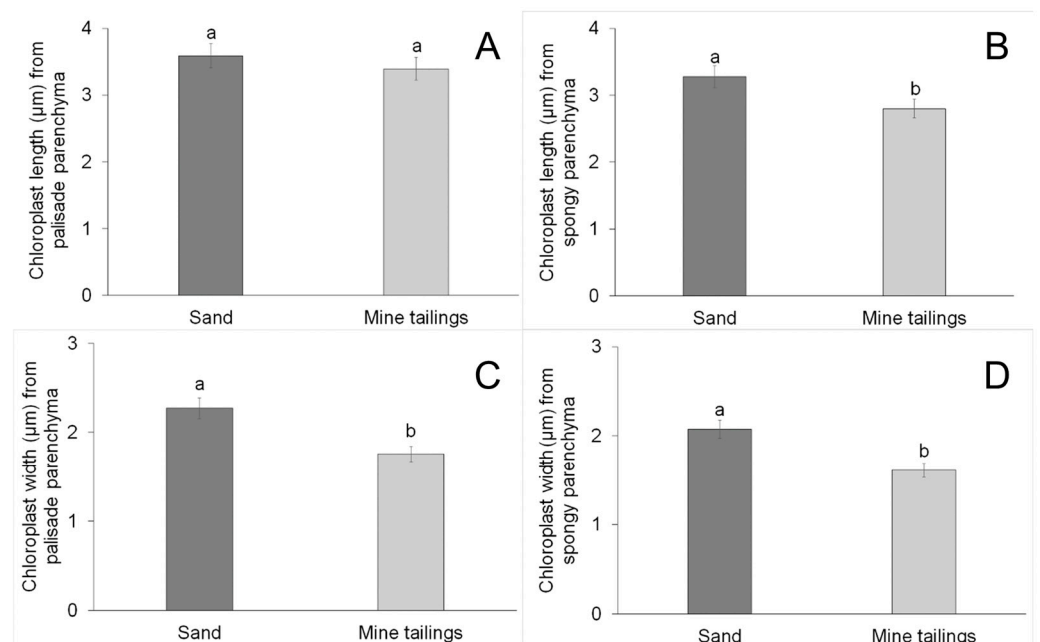 Chloroplast length (µm) from
palisade parenchyma
4
3
2
1
0
a
a
A
Sand
Mine tailings
Chloroplast length (µm) from
spongy parenchyma
4
3
2
1
0
a
b
B
Sand
Mine tailings
Chloroplast width (µm) from
palisade parenchyma
3
2
1
0
a
b
C
Sand
Mine tailings
Chloroplast width (µm) from
spongy parenchyma
3
2
1
0
a
b
D
Sand
Mine tailings